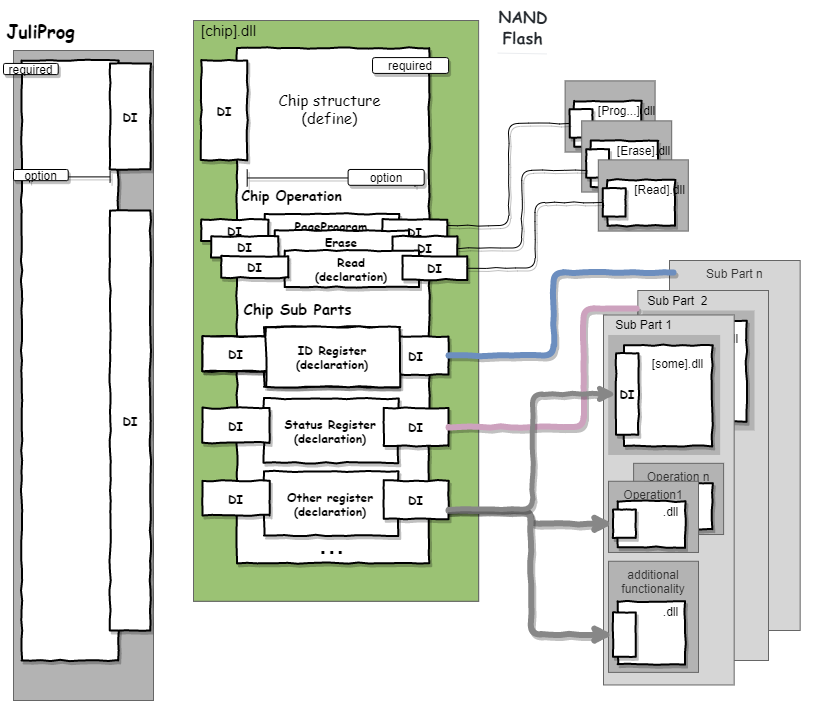 JuliProg
required
DI
option
DI
[chip].dll
required
DI
Chip structure
(define)
option
Chip Operation
DI
PageProgram
DI
DI
Erase
DI
DI
Read
(declaration)
DI
Chip Sub Parts
DI
ID Register
(declaration)
DI
DI
Status Register
(declaration)
DI
DI
Other register
(declaration)
DI
...
NAND
Flash
[Prog...].dll
[Erase].dll
[Read].dll
Sub Part n
Sub Part 2
Sub Part 1
[some].dll
DI
Operation n
Operation1
.dll
additional
functionality
.dll